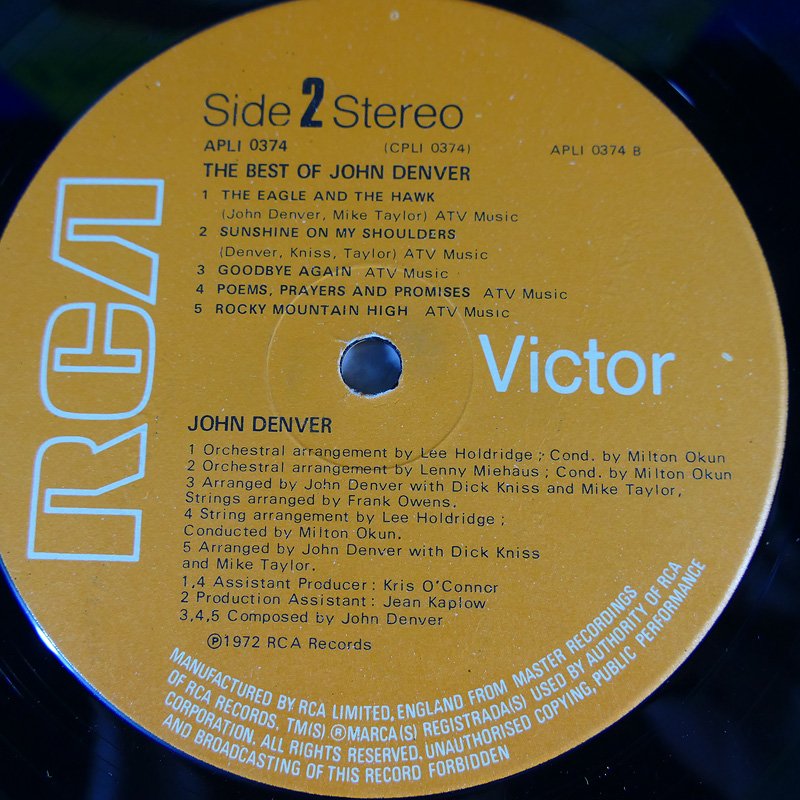 Side 2 Stereo
APLI 0374 (CPLI 0374) APLI 0374 B
THE BEST OF JOHN DENVER
1 THE EAGLE AND THE HAWK
(John Denver, Mike Taylor) ATV Music
2 SUNSHINE ON MY SHOULDERS
(Denver, Kniss, Taylor) ATV Music
3 GOODBYE AGAIN ATV Music
4 POEMS, PRAYERS AND PROMISES ATV Music
5 ROCKY MOUNTAIN HIGH ATV Music
RCA
Victor
JOHN DENVER
1 Orchestral arrangement by Lee Holdridge ; Cond. by Milton Okun
2 Orchestral arrangement by Lenny Miehaus ; Cond. by Milton Okun
3 Arranged by John Denver with Dick Kniss and Mike Taylor,
Strings arranged by Frank Owens.
4 String arrangement by Lee Holdridge ;
Conducted by Milton Okun.
5 Arranged by John Denver with Dick Kniss
and Mike Taylor.
1,4 Assistant Producer : Kris O'Conncr
2 Production Assistant : Jean Kaplow
3,4,5 Composed by John Denver
℗1972 RCA Records
MANUFACTURED BY RCA LIMITED, ENGLAND FROM MASTER RECORDINGS
OF RCA RECORDS, TM(S) ® MARCA(S) REGISTRADA(S) USED BY AUTHORITY OF RCA
CORPORATION, ALL RIGHTS RESERVED. UNAUTHORISED COPYING, PUBLIC PERFORMANCE
AND BROADCASTING OF THIS RECORD FORBIDDEN